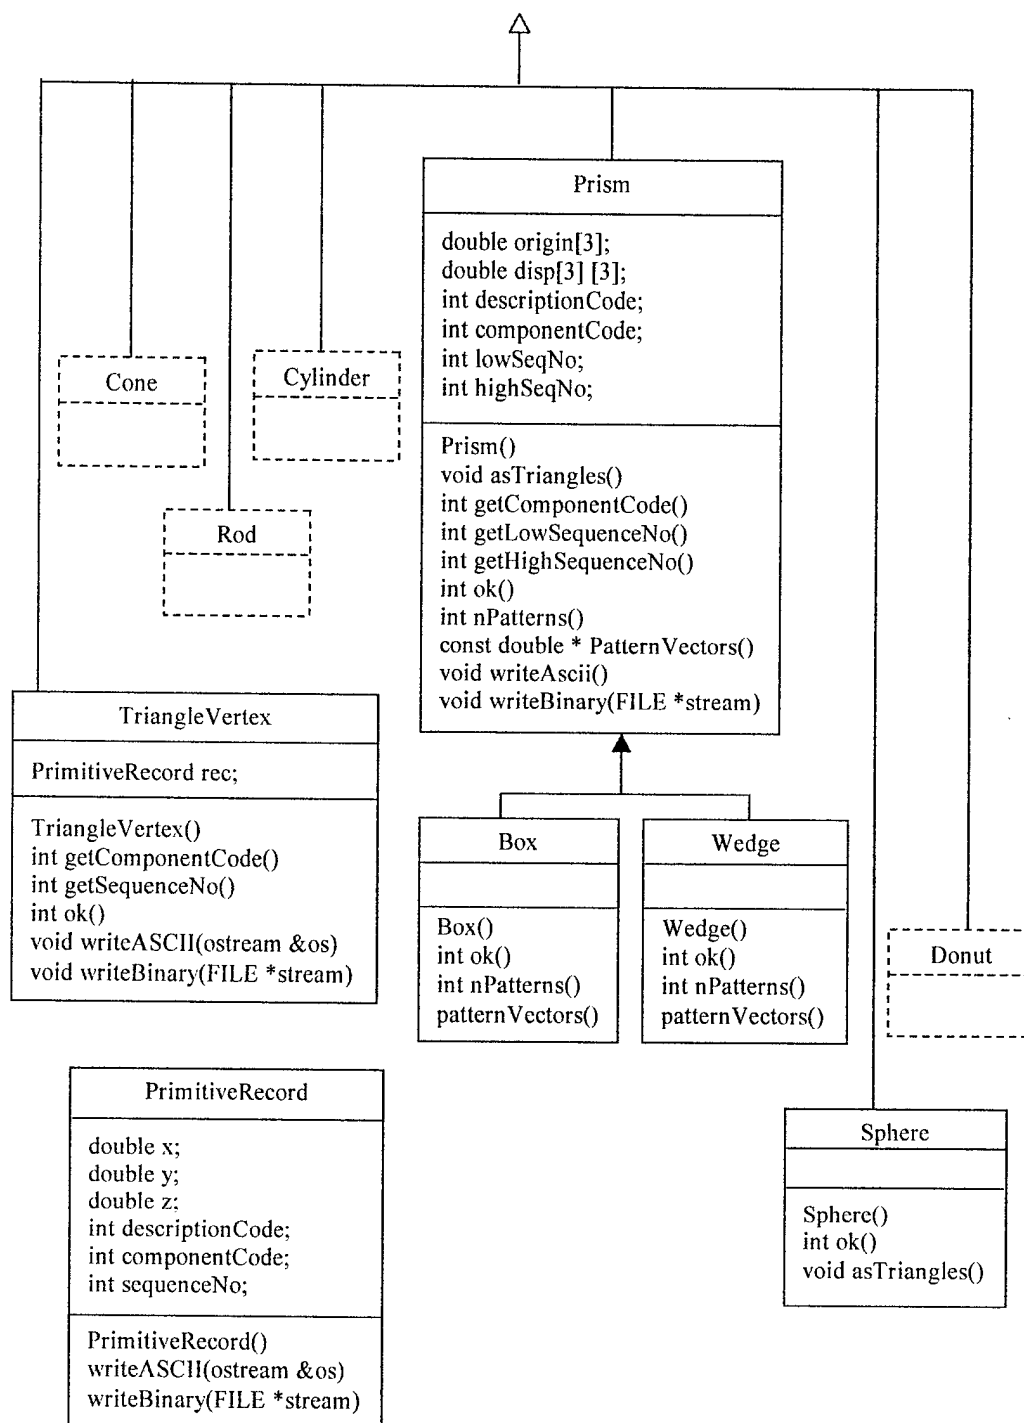 Prism
double origin[3];
double disp[3] [3];
int descriptionCode;
int componentCode;
int lowSeqNo;
int highSeqNo;
Prism()
void asTriangles()
int getComponentCode()
int getLowSequenceNo()
int getHighSequenceNo()
int ok()
int nPatterns()
const double * PatternVectors()
void writeAscii()
void writeBinary(FILE *stream)
Cone
Cylinder
Rod
TriangleVertex
PrimitiveRecord rec;
TriangleVertex()
int getComponentCode()
int getSequenceNo()
int ok()
void writeASCII(ostream &os)
void writeBinary(FILE *stream)
Box
Box()
int ok()
int nPatterns()
patternVectors()
Wedge
Wedge()
int ok()
int nPatterns()
patternVectors()
Donut
PrimitiveRecord
double x;
double y;
double z;
int descriptionCode;
int componentCode;
int sequenceNo;
PrimitiveRecord()
writeASCII(ostream &os)
writeBinary(FILE *stream)
Sphere
Sphere()
int ok()
void asTriangles()